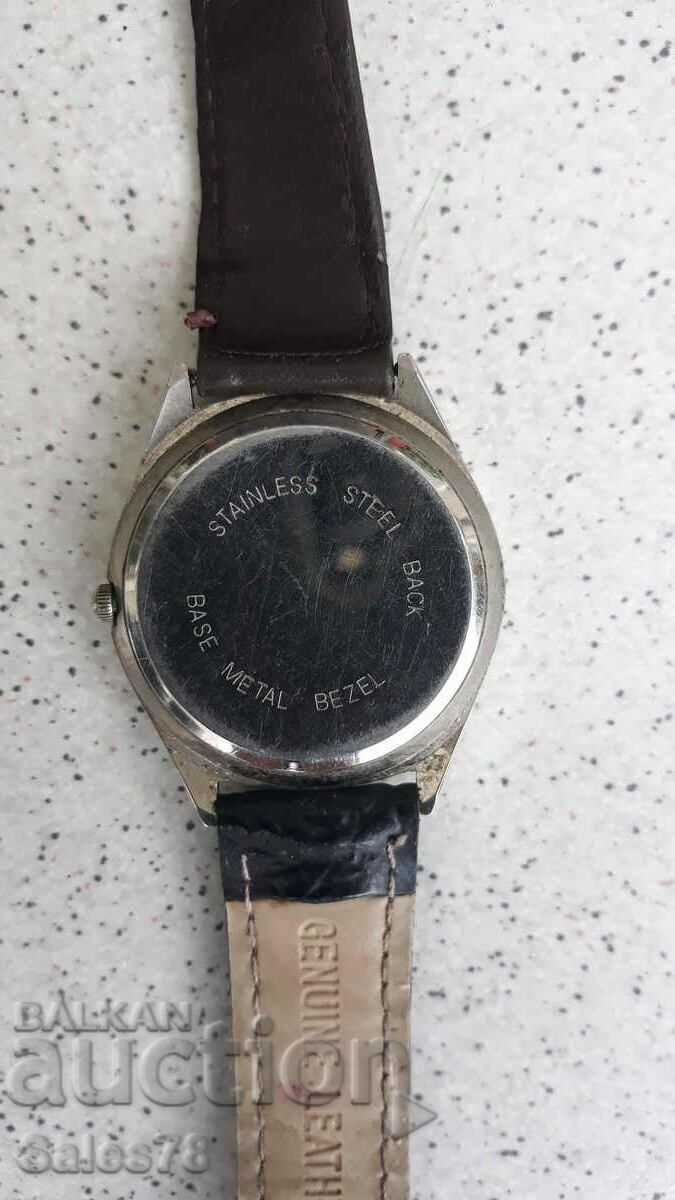 STAINLESS STEEL BACK
BASE METAL BEZEL
GENUINE LEATH
BALKAN
auction
Sales78